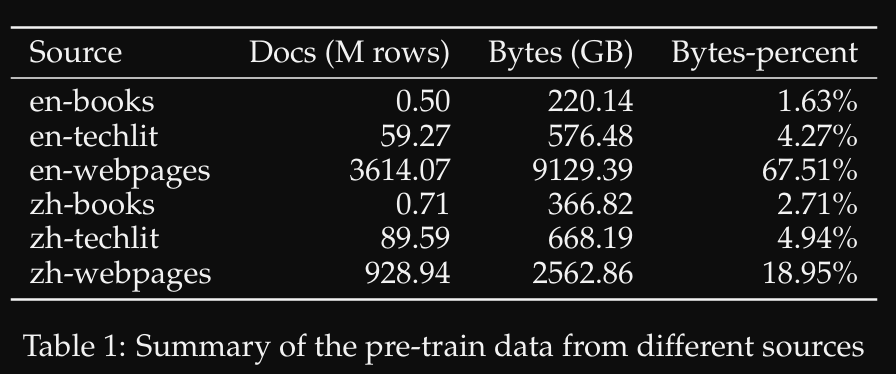 Source Docs (M rows) Bytes (GB) Bytes-percent
en-books 0.50 220.14 1.63%
en-techlit 59.27 576.48 4.27%
en-webpages 3614.07 9129.39 67.51%
zh-books 0.71 366.82 2.71%
zh-techlit 89.59 668.19 4.94%
zh-webpages 928.94 2562.86 18.95%
Table 1: Summary of the pre-train data from different sources